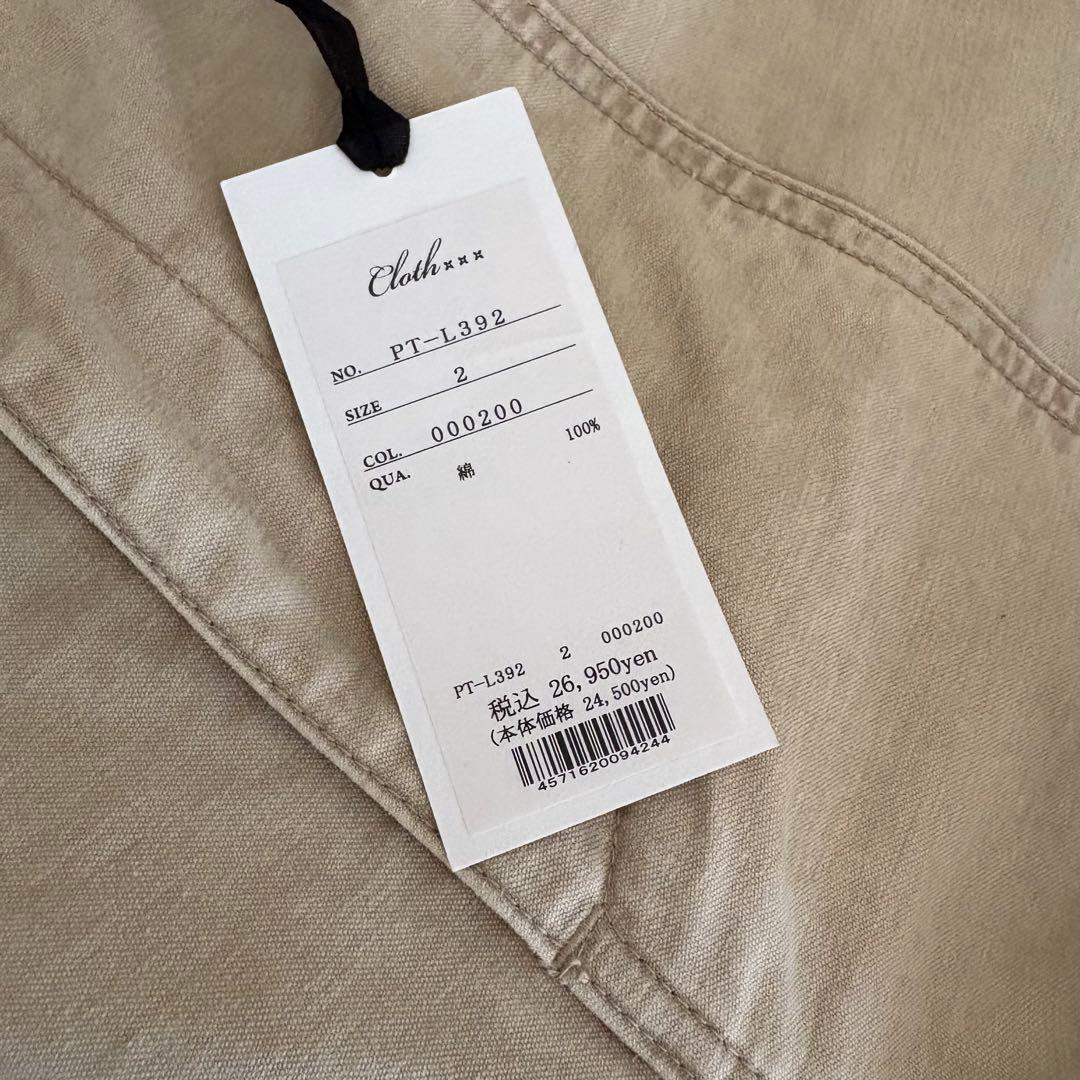 Cloth×××
NO. PT-L392
SIZE 2
COL. 000200
QUA. 綿 100%
PT-L392 2 000200
税込 26,950yen
(本体価格 24,500yen)
4571620094244